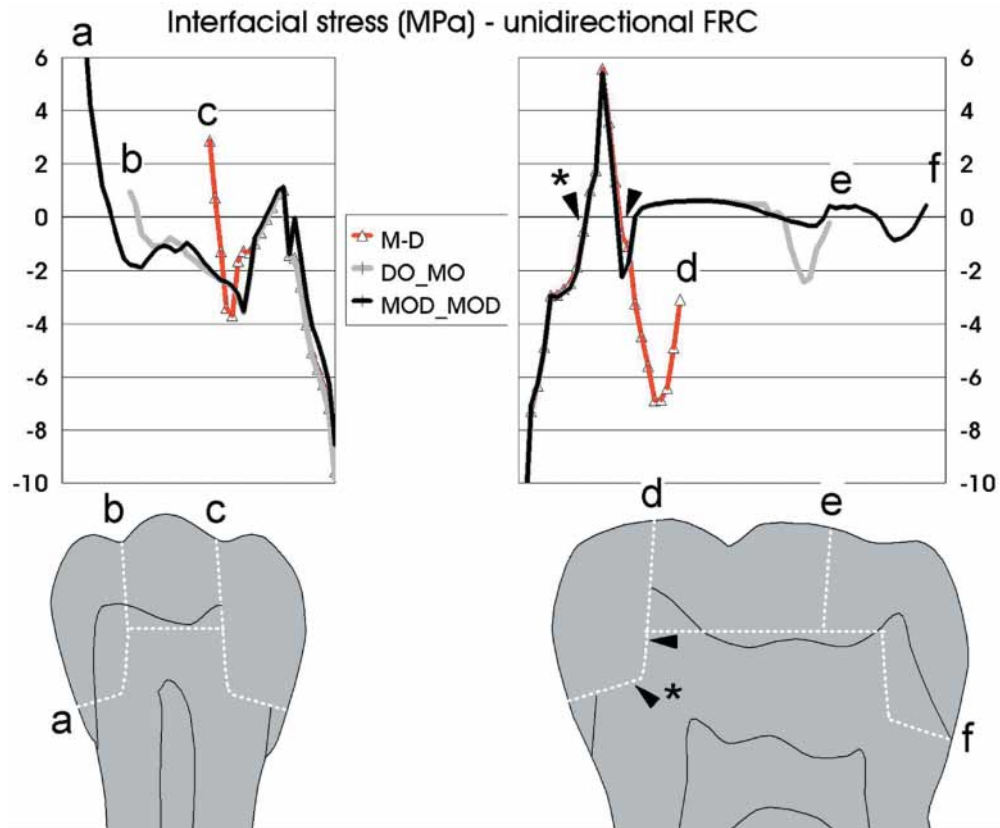 Interfacial stress (MPa) - unidirectional FRC
a
6
4
2
0
-2
-4
-6
-8
-10
b
c
M-D
DO_MO
MOD_MOD
*
d
e
f
6
4
2
0
-2
-4
-6
-8
-10
b
c
a
d
e
*
f